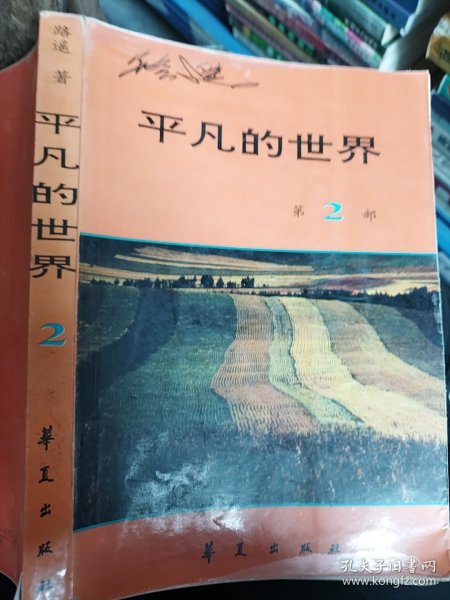 路遥 著
平凡的世界
2
華夏出版社
平凡的世界
第 2 部
華夏出版社
孔夫子旧书网
www.kongfz.com